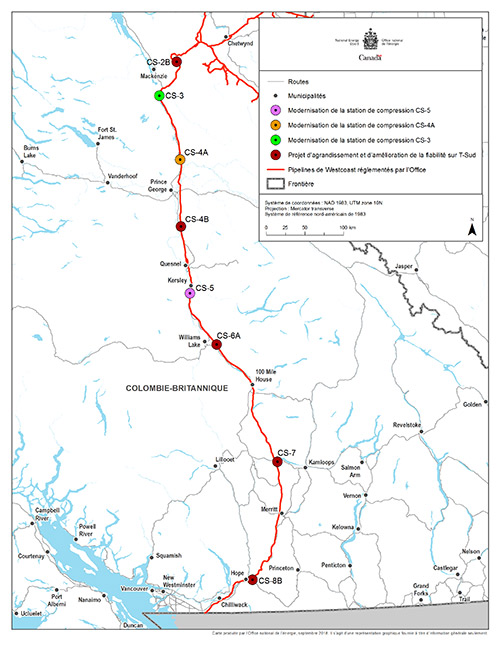 National Energy
Board
Office national
de l'énergie
Canada
Routes
Municipalités
Modernisation de la station de compression CS-5
Modernisation de la station de compression CS-4A
Modernisation de la station de compression CS-3
Projet d'agrandissement et d'amélioration de la fiabilité sur T-Sud
Pipelines de Westcoast réglementés par l'Office
Frontière
Système de coordonnées : NAD 1983, UTM zone 10N
Projection : Mercator transverse
Système de référence nord-américain de 1983
0 25 50 100 km
N
Chetwynd
CS-2B
Mackenzie
CS-3
Fort St.
James
Burns
Lake
CS-4A
Vanderhoof
Prince
George
CS-4B
Quesnel
Jasper
Kersley
CS-5
Williams
Lake
CS-6A
100 Mile
House
COLOMBIE-BRITANNIQUE
Golden
Revelstoke
CS-7
Lillooet
Kamloops
Salmon
Arm
Vernon
Campbell
River
Merritt
Powell
River
Kelowna
Courtenay
Squamish
Nelson
Hope
Princeton
Penticton
Castlegar
CS-8B
New
Westminster
Vancouver
Port
Alberni
Nanaimo
Chilliwack
Grand
Forks
Trail
Ucluelet
Duncan
Carte produite par l'Office national de l'énergie, septembre 2018. Il s'agit d'une représentation graphique fournie à titre d'information générale seulement.